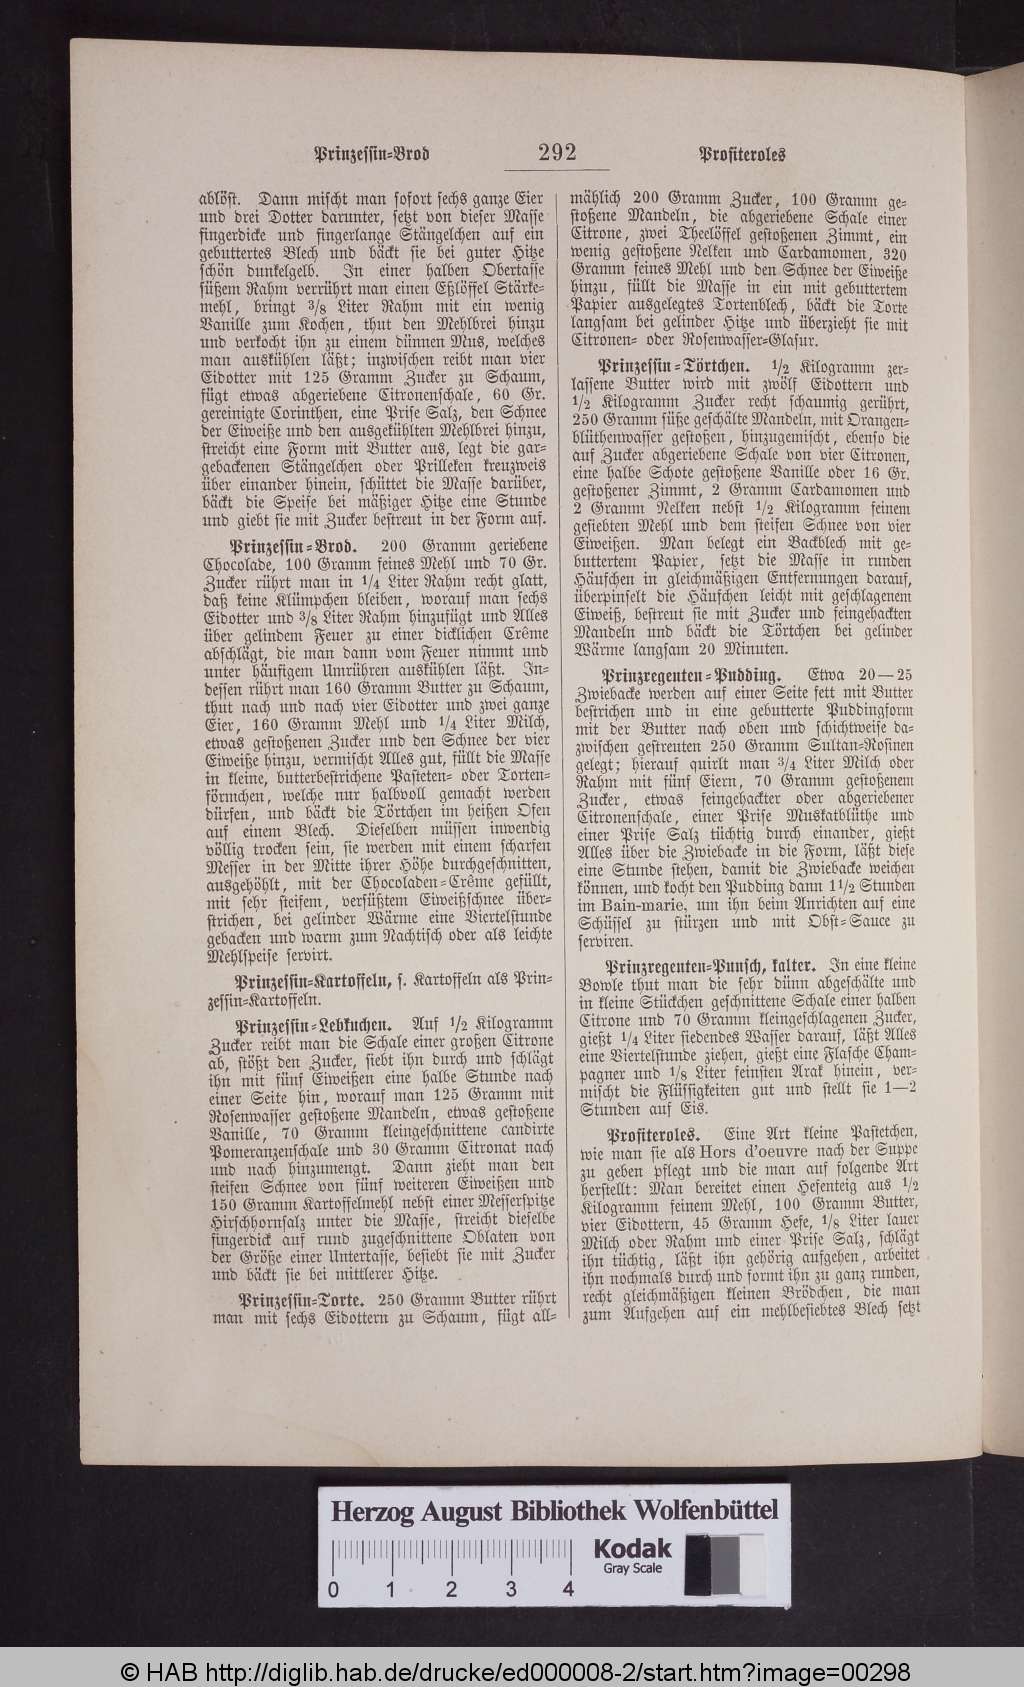 Prinzessin-Brod 292 Profiteroles
ablöst. Dann mischt man sofort sechs ganze Eier
und drei Dotter darunter, setzt von dieser Masse
fingerdicke und fingerlange Stängelchen auf ein
gebuttertes Blech und bäckt sie bei guter Hitze
schön dunkelgelb. In einer halben Obertasse
süßem Rahm verrührt man einen Eßlöffel Stärke-
mehl, bringt 3/8 Liter Rahm mit ein wenig
Vanille zum Kochen, thut den Mehlbrei hinzu
und verkocht ihn zu einem dünnen Mus, welches
man auskühlen läßt; inzwischen reibt man vier
Eidotter mit 125 Gramm Zucker zu Schaum,
fügt etwas abgeriebene Citronenschale, 60 Gr.
gereinigte Corinthen, eine Prise Salz, den Schnee
der Eiweiße und den ausgekühlten Mehlbrei hinzu,
streicht eine Form mit Butter aus, legt die gar-
gebackenen Stängelchen oder Prilleken kreuzweis
über einander hinein, schüttet die Masse darüber,
bäckt die Speise bei mäßiger Hitze eine Stunde
und giebt sie mit Zucker bestreut in der Form auf.
Prinzessin-Brod. 200 Gramm geriebene
Chocolade, 100 Gramm feines Mehl und 70 Gr.
Zucker rührt man in 1/4 Liter Rahm recht glatt,
daß keine Klümpchen bleiben, worauf man sechs
Eidotter und 3/8 Liter Rahm hinzufügt und Alles
über gelindem Feuer zu einer dicklichen Crême
abschlägt, die man dann vom Feuer nimmt und
unter häufigem Umrühren auskühlen läßt. In-
dessen rührt man 160 Gramm Butter zu Schaum,
thut nach und nach vier Eidotter und zwei ganze
Eier, 160 Gramm Mehl und 1/4 Liter Milch,
etwas gestoßenen Zucker und den Schnee der vier
Eiweiße hinzu, vermischt Alles gut, füllt die Masse
in kleine, butterbestrichene Pasteten- oder Torten-
förmchen, welche nur halbvoll gemacht werden
dürfen, und bäckt die Törtchen im heißen Ofen
auf einem Blech. Dieselben müssen inwendig
völlig trocken sein, sie werden mit einem scharfen
Messer in der Mitte ihrer Höhe durchgeschnitten,
ausgehöhlt, mit der Chocoladen-Crême gefüllt,
mit sehr steifem, versüßtem Eiweißschnee über-
strichen, bei gelinder Wärme eine Viertelstunde
gebacken und warm zum Nachtisch oder als leichte
Mehlspeise servirt.
Prinzessin-Kartoffeln, s. Kartoffeln als Prin-
zessin-Kartoffeln.
Prinzessin-Lebkuchen. Auf 1/2 Kilogramm
Zucker reibt man die Schale einer großen Citrone
ab, stößt den Zucker, siebt ihn durch und schlägt
ihn mit fünf Eiweißen eine halbe Stunde nach
einer Seite hin, worauf man 125 Gramm mit
Rosenwasser gestoßene Mandeln, etwas gestoßene
Vanille, 70 Gramm kleingeschnittene candirte
Pomeranzenschale und 30 Gramm Citronat nach
und nach hinzumengt. Dann zieht man den
steifen Schnee von fünf weiteren Eiweißen und
150 Gramm Kartoffelmehl nebst einer Messerspitze
Hirschhornsalz unter die Masse, streicht dieselbe
fingerdick auf rund zugeschnittene Oblaten von
der Größe einer Untertasse, besiebt sie mit Zucker
und bäckt sie bei mittlerer Hitze.
Prinzessin-Torte. 250 Gramm Butter rührt
man mit sechs Eidottern zu Schaum, fügt all-
mählich 200 Gramm Zucker, 100 Gramm ge-
stoßene Mandeln, die abgeriebene Schale einer
Citrone, zwei Theelöffel gestoßenen Zimmt, ein
wenig gestoßene Nelken und Cardamomen, 320
Gramm feines Mehl und den Schnee der Eiweiße
hinzu, füllt die Masse in ein mit gebuttertem
Papier ausgelegtes Tortenblech, bäckt die Torte
langsam bei gelinder Hitze und überzieht sie mit
Citronen- oder Rosenwasser-Glasur.
Prinzessin-Törtchen. 1/2 Kilogramm zer-
lassene Butter wird mit zwölf Eidottern und
1/2 Kilogramm Zucker recht schaumig gerührt,
250 Gramm süße geschälte Mandeln, mit Orangen-
blüthenwasser gestoßen, hinzugemischt, ebenso die
auf Zucker abgeriebene Schale von vier Citronen,
eine halbe Schote gestoßene Vanille oder 16 Gr.
gestoßener Zimmt, 2 Gramm Cardamomen und
2 Gramm Nelken nebst 1/2 Kilogramm feinem
gesiebten Mehl und dem steifen Schnee von vier
Eiweißen. Man belegt ein Backblech mit ge-
buttertem Papier, setzt die Masse in runden
Häufchen in gleichmäßigen Entfernungen darauf,
überpinselt die Häufchen leicht mit geschlagenem
Eiweiß, bestreut sie mit Zucker und feingehackten
Mandeln und bäckt die Törtchen bei gelinder
Wärme langsam 20 Minuten.
Prinzregenten-Pudding. Etwa 20—25
Zwiebacke werden auf einer Seite fett mit Butter
bestrichen und in eine gebutterte Puddingform
mit der Butter nach oben und schichtweise da-
zwischen gestreuten 250 Gramm Sultan-Rosinen
gelegt; hierauf quirlt man 3/4 Liter Milch oder
Rahm mit fünf Eiern, 70 Gramm gestoßenem
Zucker, etwas feingehackter oder abgeriebener
Citronenschale, einer Prise Muskatblüthe und
einer Prise Salz tüchtig durch einander, gießt
Alles über die Zwiebacke in die Form, läßt diese
eine Stunde stehen, damit die Zwiebacke weichen
können, und kocht den Pudding dann 1 1/2 Stunden
im Bain-marie, um ihn beim Anrichten auf eine
Schüssel zu stürzen und mit Obst-Sauce zu
serviren.
Prinzregenten-Punsch, kalter. In eine kleine
Bowle thut man die sehr dünn abgeschälte und
in kleine Stückchen geschnittene Schale einer halben
Citrone und 70 Gramm kleingeschlagenen Zucker,
gießt 1/4 Liter siedendes Wasser darauf, läßt Alles
eine Viertelstunde ziehen, gießt eine Flasche Cham-
pagner und 1/8 Liter feinsten Arak hinein, ver-
mischt die Flüssigkeiten gut und stellt sie 1—2
Stunden auf Eis.
Profiteroles. Eine Art kleine Pastetchen,
wie man sie als Hors d'oeuvre nach der Suppe
zu geben pflegt und die man auf folgende Art
herstellt: Man bereitet einen Hefenteig aus 1/2
Kilogramm feinem Mehl, 100 Gramm Butter,
vier Eidottern, 45 Gramm Hefe, 1/8 Liter lauer
Milch oder Rahm und einer Prise Salz, schlägt
ihn tüchtig, läßt ihn gehörig aufgehen, arbeitet
ihn nochmals durch und formt ihn zu ganz runden,
recht gleichmäßigen kleinen Brödchen, die man
zum Aufgehen auf ein mehlbesiebtes Blech setzt
Herzog August Bibliothek Wolfenbüttel
Kodak
Gray Scale
0 1 2 3 4
© HAB http://diglib.hab.de/drucke/ed000008-2/start.htm?image=00298